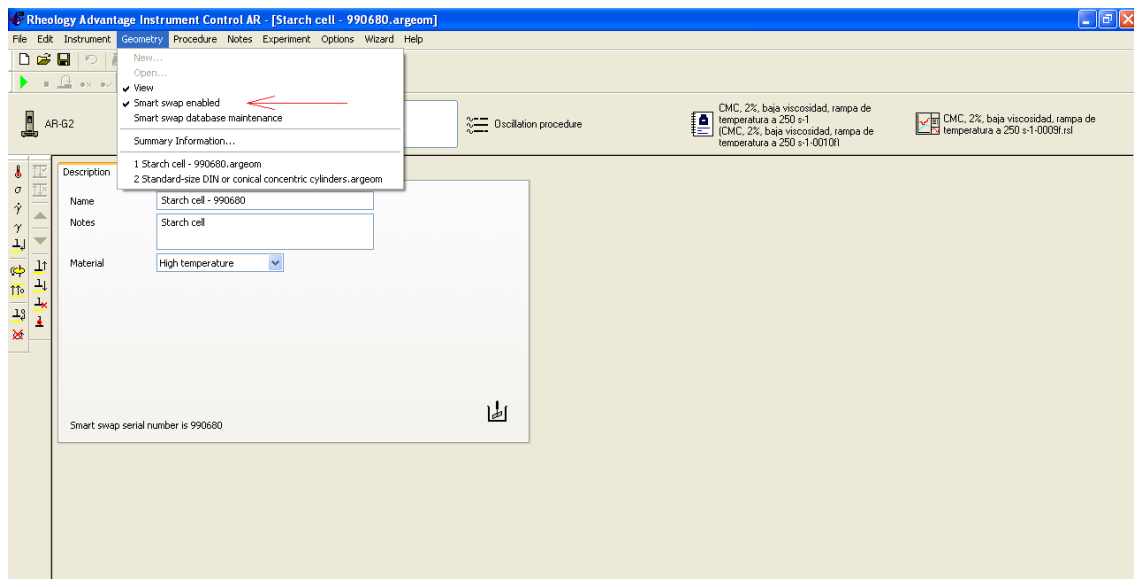 Rheology Advantage Instrument Control AR - [Starch cell - 990680.argeom]
File Edit Instrument Geometry Procedure Notes Experiment Options Wizard Help
New...
Open...
View
Smart swap enabled
Smart swap database maintenance
Summary Information...
1 Starch cell - 990680.argeom
2 Standard-size DIN or conical concentric cylinders.argeom
AR-G2
Oscillation procedure
CMC, 2%, baja viscosidad, rampa de
temperatura a 250 s-1
(CMC, 2%, baja viscosidad, rampa de
temperatura a 250 s-1-0010f)
CMC, 2%, baja viscosidad, rampa de
temperatura a 250 s-1-0009f.rsl
Description
Name Starch cell - 990680
Notes Starch cell
Material High temperature
Smart swap serial number is 990680